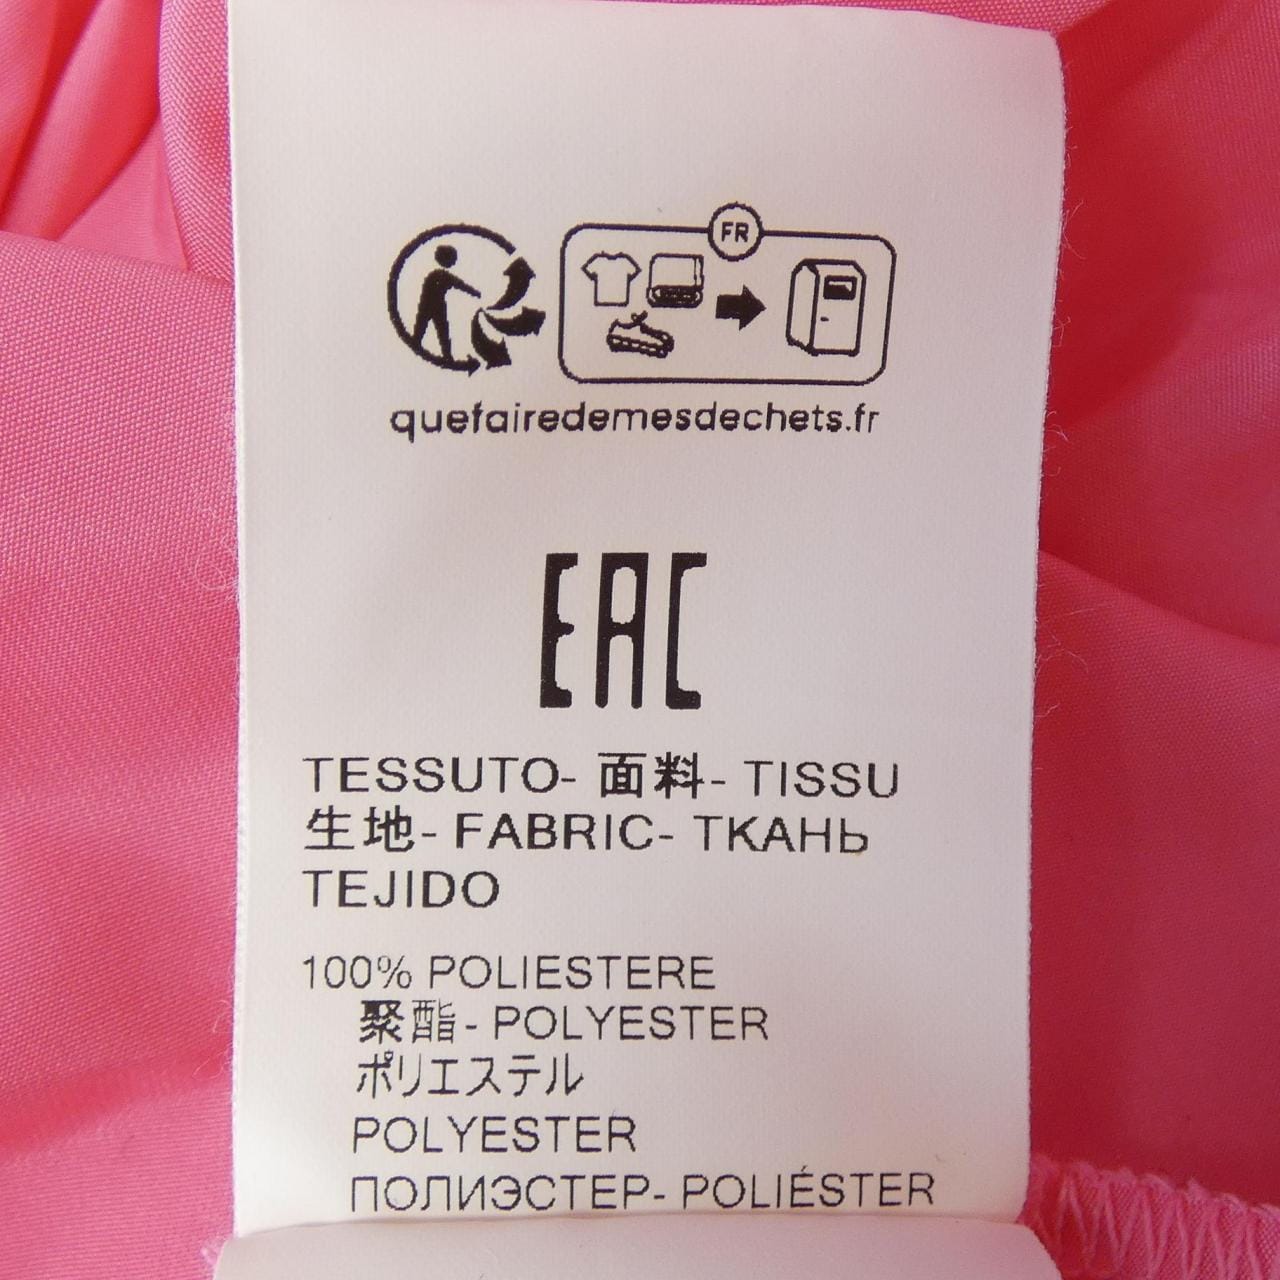 FR
quefairedemesdechets.fr
EAC
TESSUTO- 面料- TISSU
生地- FABRIC- ТКАНЬ
TEJIDO
100% POLIESTERE
聚酯- POLYESTER
ポリエステル
POLYESTER
ПОЛИЭСТЕР- POLIÉSTER